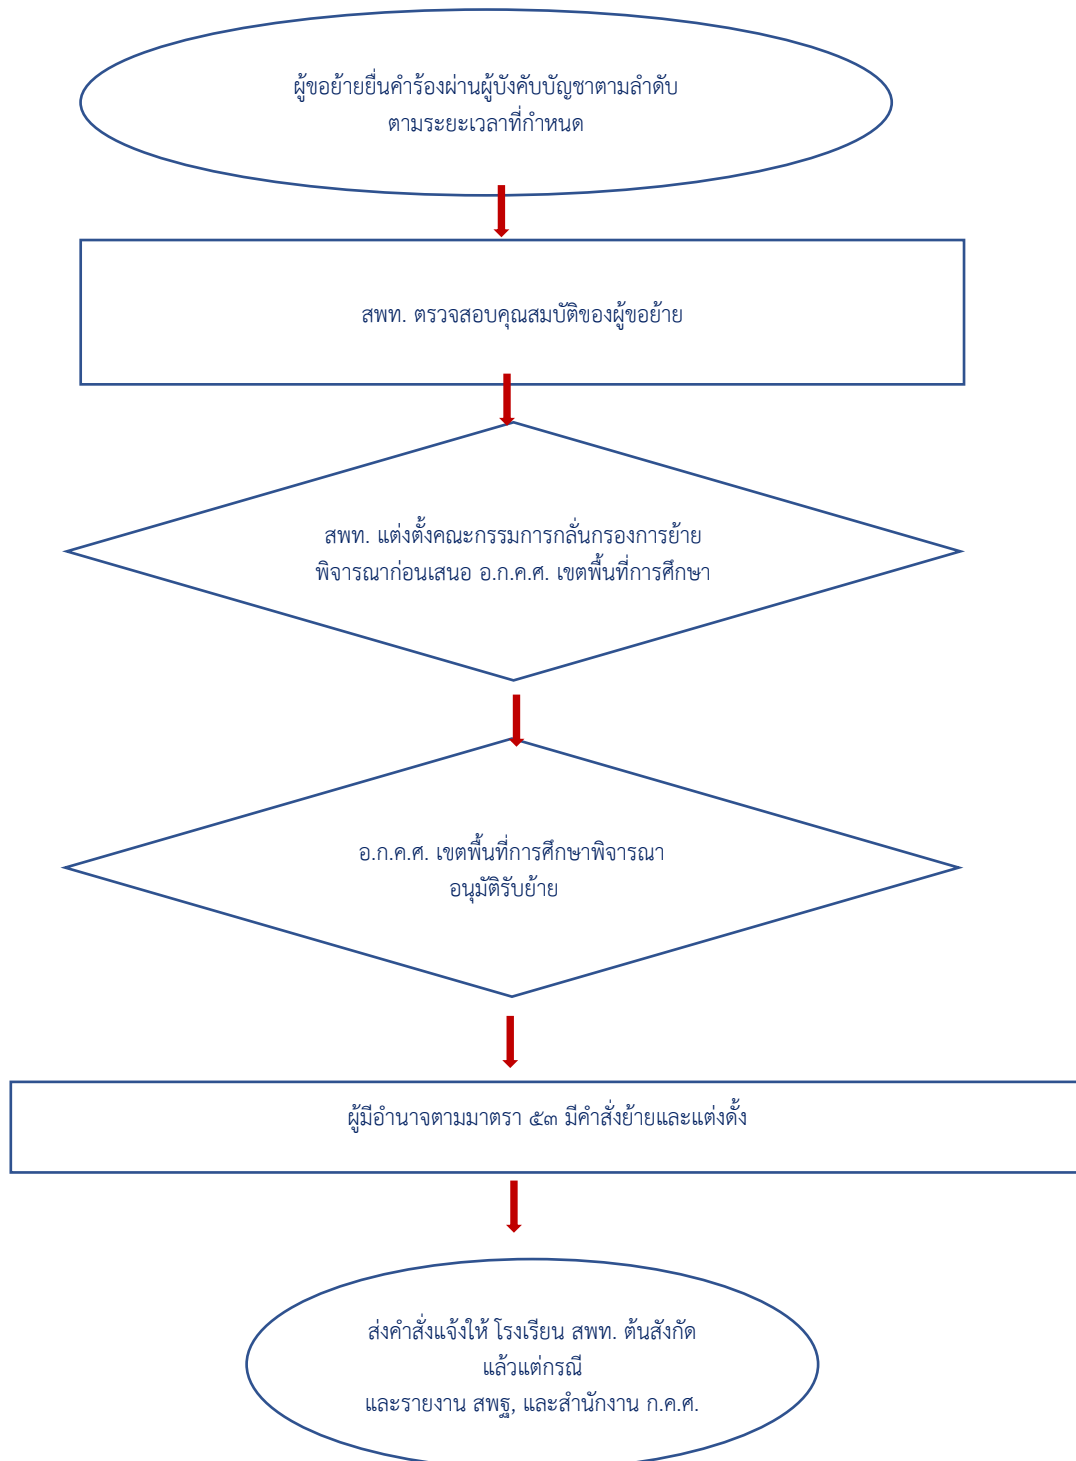 ผู้ขอย้ายยื่นคำร้องผ่านผู้บังคับบัญชาตามลำดับ
ตามระยะเวลาที่กำหนด
สพท. ตรวจสอบคุณสมบัติของผู้ขอย้าย
สพท. แต่งตั้งคณะกรรมการกลั่นกรองการย้าย
พิจารณาก่อนเสนอ อ.ก.ค.ศ. เขตพื้นที่การศึกษา
อ.ก.ค.ศ. เขตพื้นที่การศึกษาพิจารณา
อนุมัติรับย้าย
ผู้มีอำนาจตามมาตรา ๕๓ มีคำสั่งย้ายและแต่งดั้ง
ส่งคำสั่งแจ้งให้ โรงเรียน สพท. ต้นสังกัด
แล้วแต่กรณี
และรายงาน สพฐ, และสำนักงาน ก.ค.ศ.